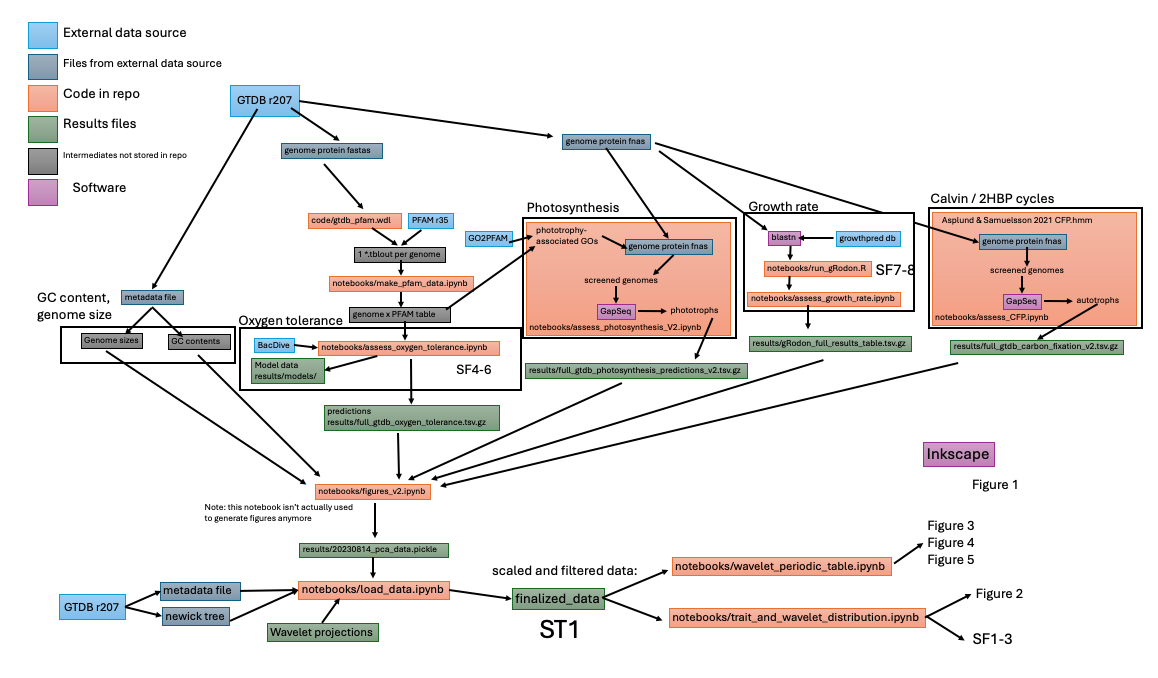 External data source
Files from external data source
Code in repo
Results files
Intermediates not stored in repo
Software
GTDB r207
genome protein fastas
genome protein fnas
code/gtdb_pfam.wdl
PFAM r35
1 *.tblout per genome
notebooks/make_pfam_data.ipynb
genome x PFAM table
GO2PFAM
Photosynthesis
phototrophy-
associated GOs
genome protein fnas
screened genomes
GapSeq
phototrophs
notebooks/assess_photosynthesis_V2.ipynb
results/full_gtdb_photosynthesis_predictions_v2.tsv.gz
Growth rate
blastn
growthpred db
notebooks/run_gRodon.R
SF7-8
notebooks/assess_growth_rate.ipynb
results/gRodon_full_results_table.tsv.gz
Calvin / 2HBP cycles
Asplund & Samuelsson 2021 CFP.hmm
genome protein fnas
screened genomes
GapSeq
autotrophs
notebooks/assess_CFP.ipynb
results/full_gtdb_carbon_fixation_v2.tsv.gz
GC content,
genome size
metadata file
Genome sizes
GC contents
Oxygen tolerance
BacDive
notebooks/assess_oxygen_tolerance.ipynb
Model data
results/models/
SF4-6
predictions
results/full_gtdb_oxygen_tolerance.tsv.gz
Inkscape
Figure 1
notebooks/figures_v2.ipynb
Note: this notebook isn't actually used
to generate figures anymore
results/20230814_pca_data.pickle
GTDB r207
metadata file
newick tree
notebooks/load_data.ipynb
Wavelet projections
scaled and filtered data:
finalized_data
ST1
notebooks/wavelet_periodic_table.ipynb
Figure 3
Figure 4
Figure 5
notebooks/trait_and_wavelet_distribution.ipynb
Figure 2
SF1-3